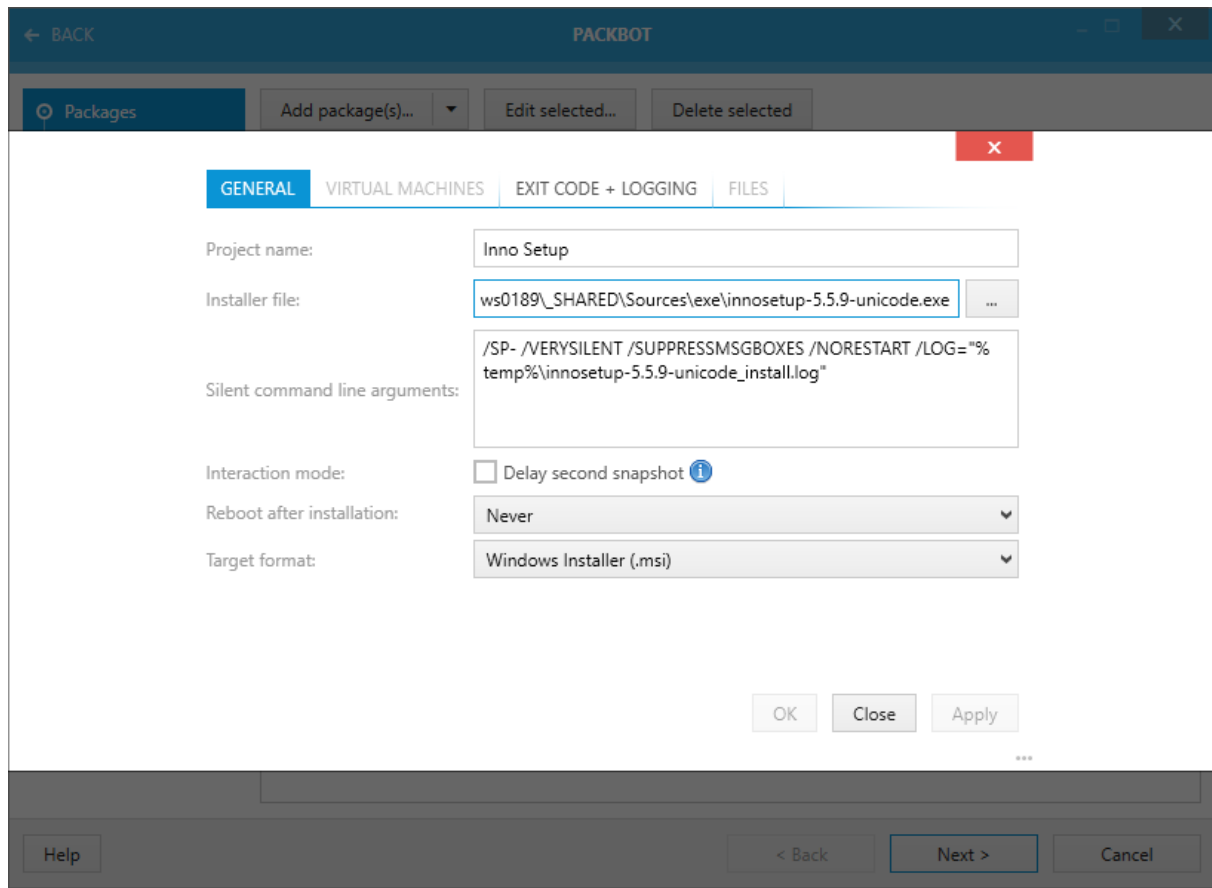 ← BACK
PACKBOT
Packages
Add package(s)...
Edit selected...
Delete selected
GENERAL
VIRTUAL MACHINES
EXIT CODE + LOGGING
FILES
Project name:
Inno Setup
Installer file:
ws0189\_SHARED\Sources\exe\innosetup-5.5.9-unicode.exe
...
Silent command line arguments:
/SP- /VERYSILENT /SUPPRESSMSGBOXES /NORESTART /LOG="%
temp%\innosetup-5.5.9-unicode_install.log"
Interaction mode:
Delay second snapshot
Reboot after installation:
Never
Target format:
Windows Installer (.msi)
OK
Close
Apply
Help
< Back
Next >
Cancel